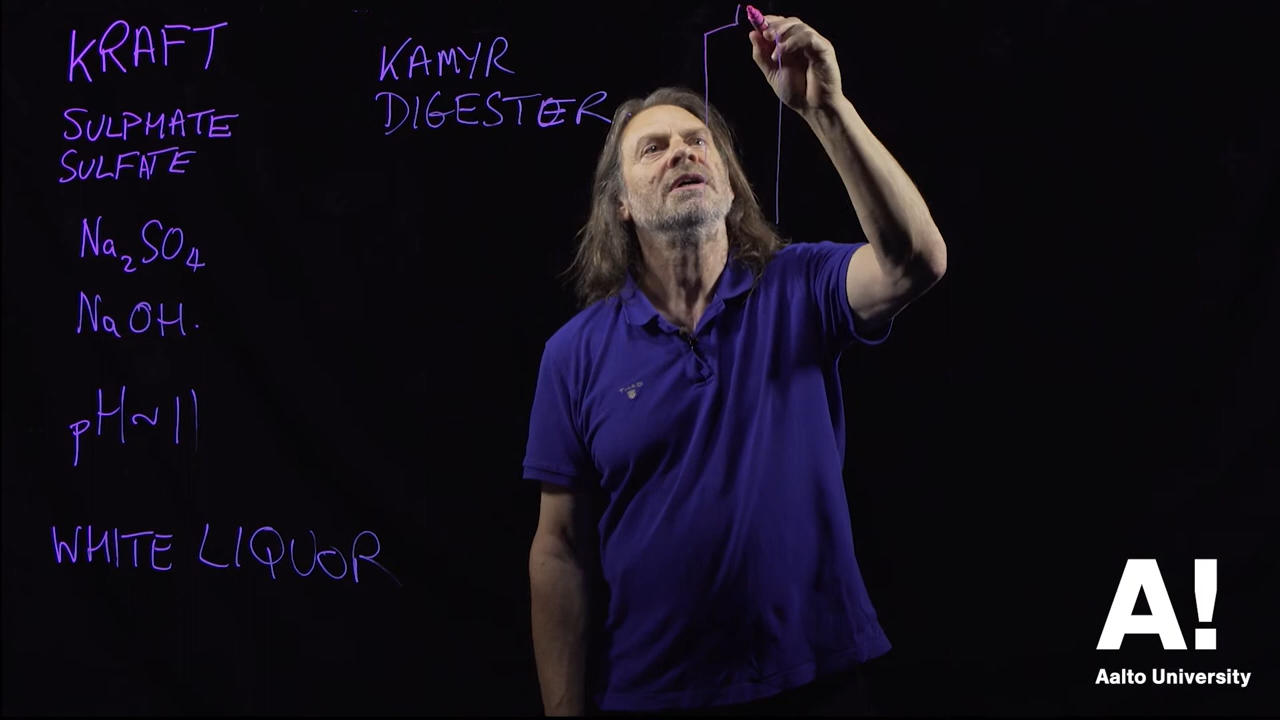 KRAFT
SULPHATE
SULFATE
Na₂SO₄
NaOH.
pH~11
WHITE LIQUOR
KAMYR
DIGESTER
A!
Aalto University